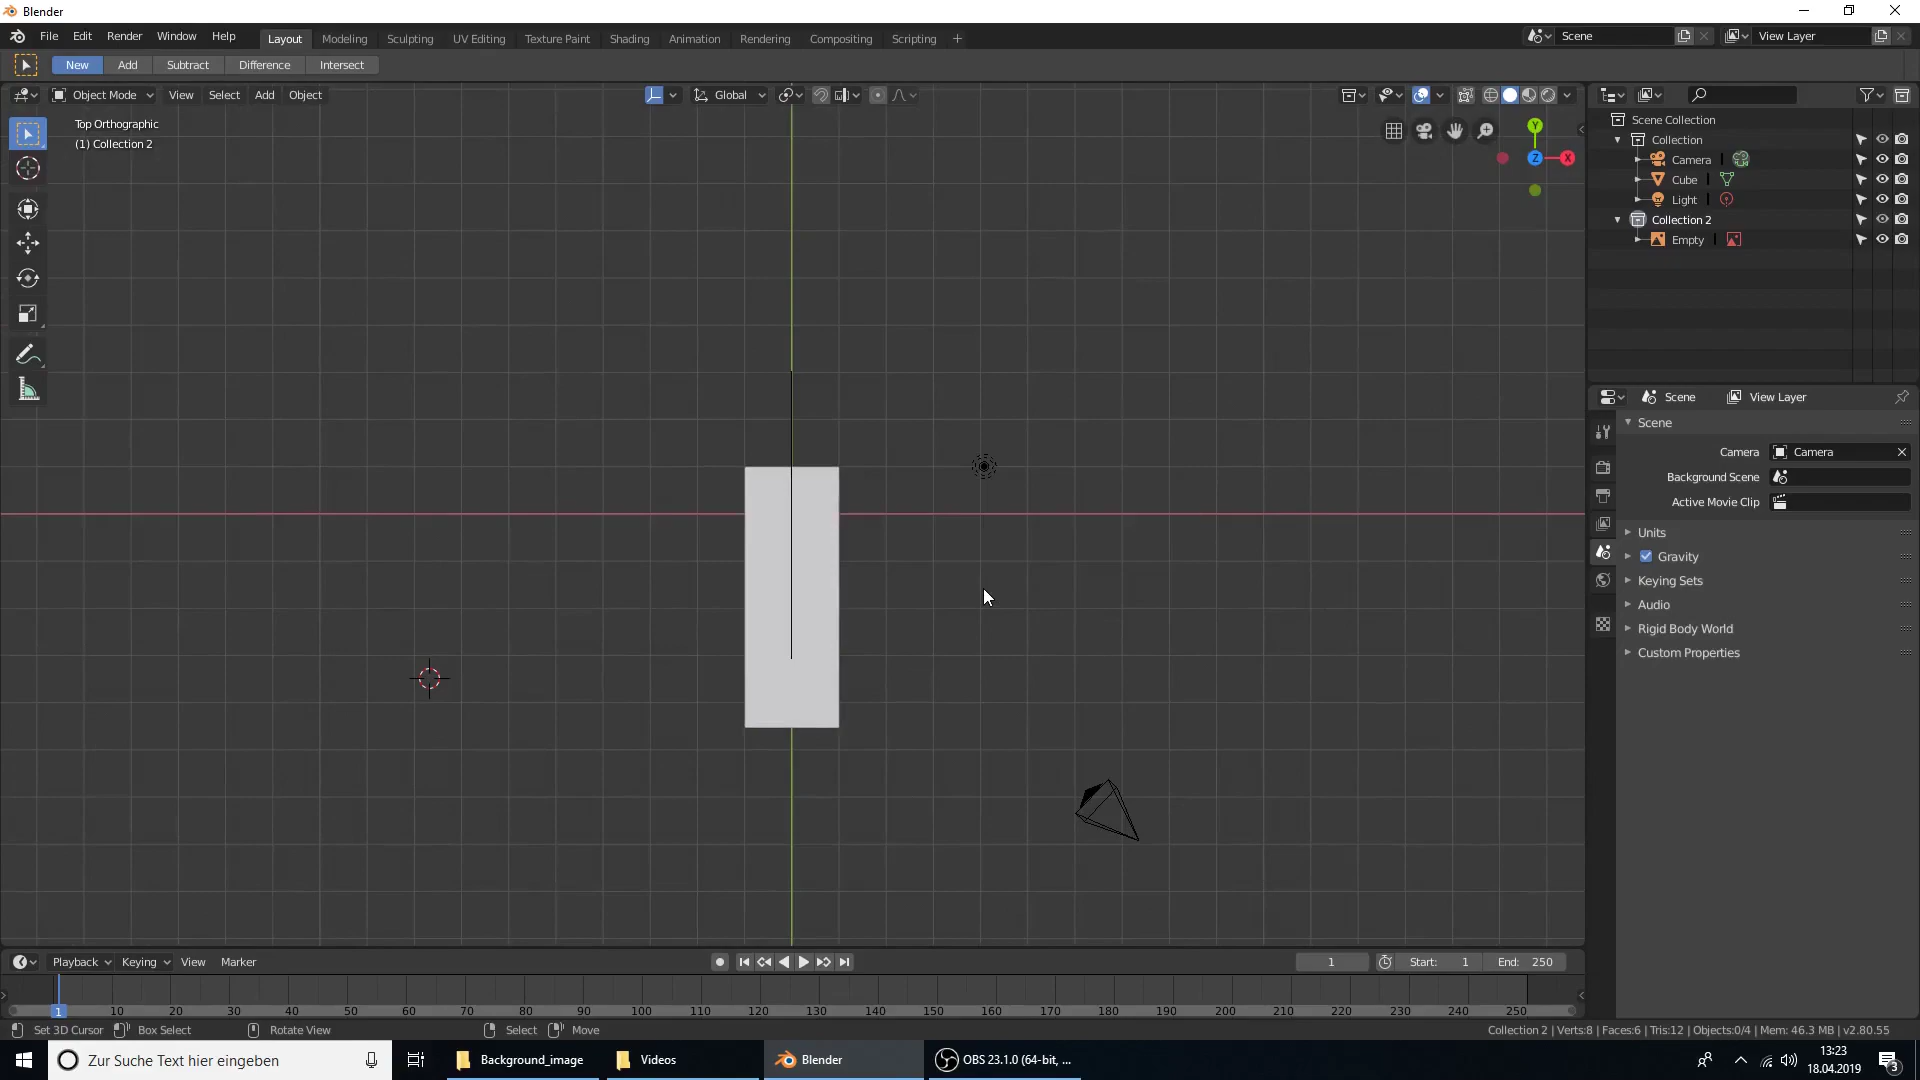 Blender
File Edit Render Window Help Layout Modeling Sculpting UV Editing Texture Paint Shading Animation Rendering Compositing Scripting + Scene View Layer
New Add Subtract Difference Intersect
Object Mode View Select Add Object Global
Top Orthographic
(1) Collection 2
Y
Z
X
Scene Collection
Collection
Camera
Cube
Light
Collection 2
Empty
Scene View Layer
Scene
Camera Camera
Background Scene
Active Movie Clip
Units
Gravity
Keying Sets
Audio
Rigid Body World
Custom Properties
Playback Keying View Marker 1 Start: 1 End: 250
1 10 20 30 40 50 60 70 80 90 100 110 120 130 140 150 160 170 180 190 200 210 220 230 240 250
Set 3D Cursor Box Select Rotate View Select Move Collection 2 | Verts:8 | Faces:6 | Tris:12 | Objects:0/4 | Mem: 46.3 MB | v2.80.55
Zur Suche Text hier eingeben Background_image Videos Blender OBS 23.1.0 (64-bit, ... 13:23
18.04.2019 3